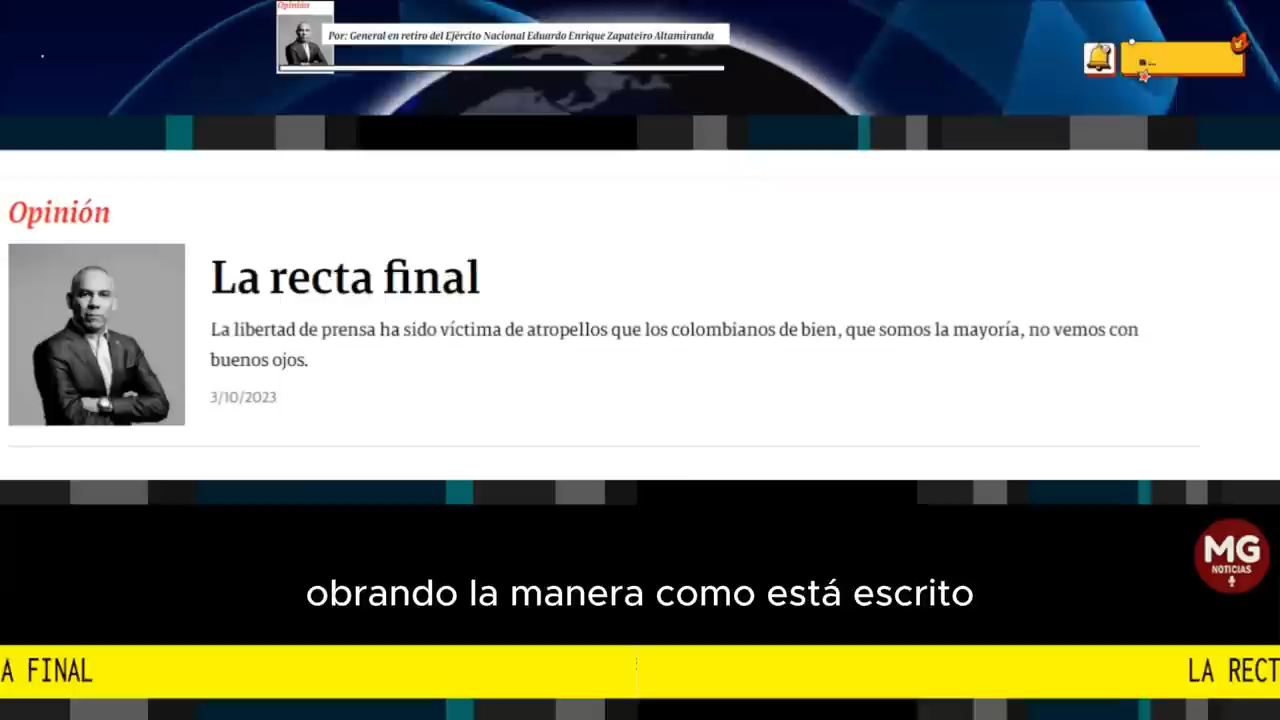 Opinión
Por: General en retiro del Ejército Nacional Eduardo Enrique Zapateiro Altamiranda
Opinión
La recta final
La libertad de prensa ha sido víctima de atropellos que los colombianos de bien, que somos la mayoría, no vemos con
buenos ojos.
3/10/2023
MG
NOTICIAS
obrando la manera como está escrito
A FINAL
LA RECT